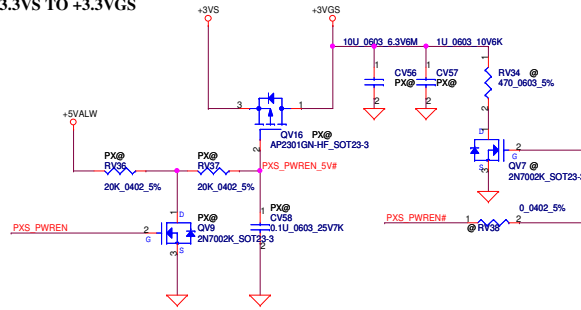 3.3VS TO +3.3VGS
+3VS
+3VGS
10U_0603_6.3V6M
1U_0603_10V6K
1
CV56
PX@
2
1
CV57
PX@
2
1
RV34 @
470_0603_5%
2
3
1
QV16 PX@
AP2301GN-HF_SOT23-3
2
+5VALW
PX@
RV36
20K_0402_5%
PX@
RV37
20K_0402_5%
PXS_PWREN_5V#
1
D
G
S
3
QV7 @
2N7002K_SOT23-3
PXS_PWREN
2
G
1
D
S
3
PX@
QV9
2N7002K_SOT23-3
1
PX@
CV58
0.1U_0603_25V7K
2
PXS_PWREN#
1
2
0_0402_5%
@ RV38